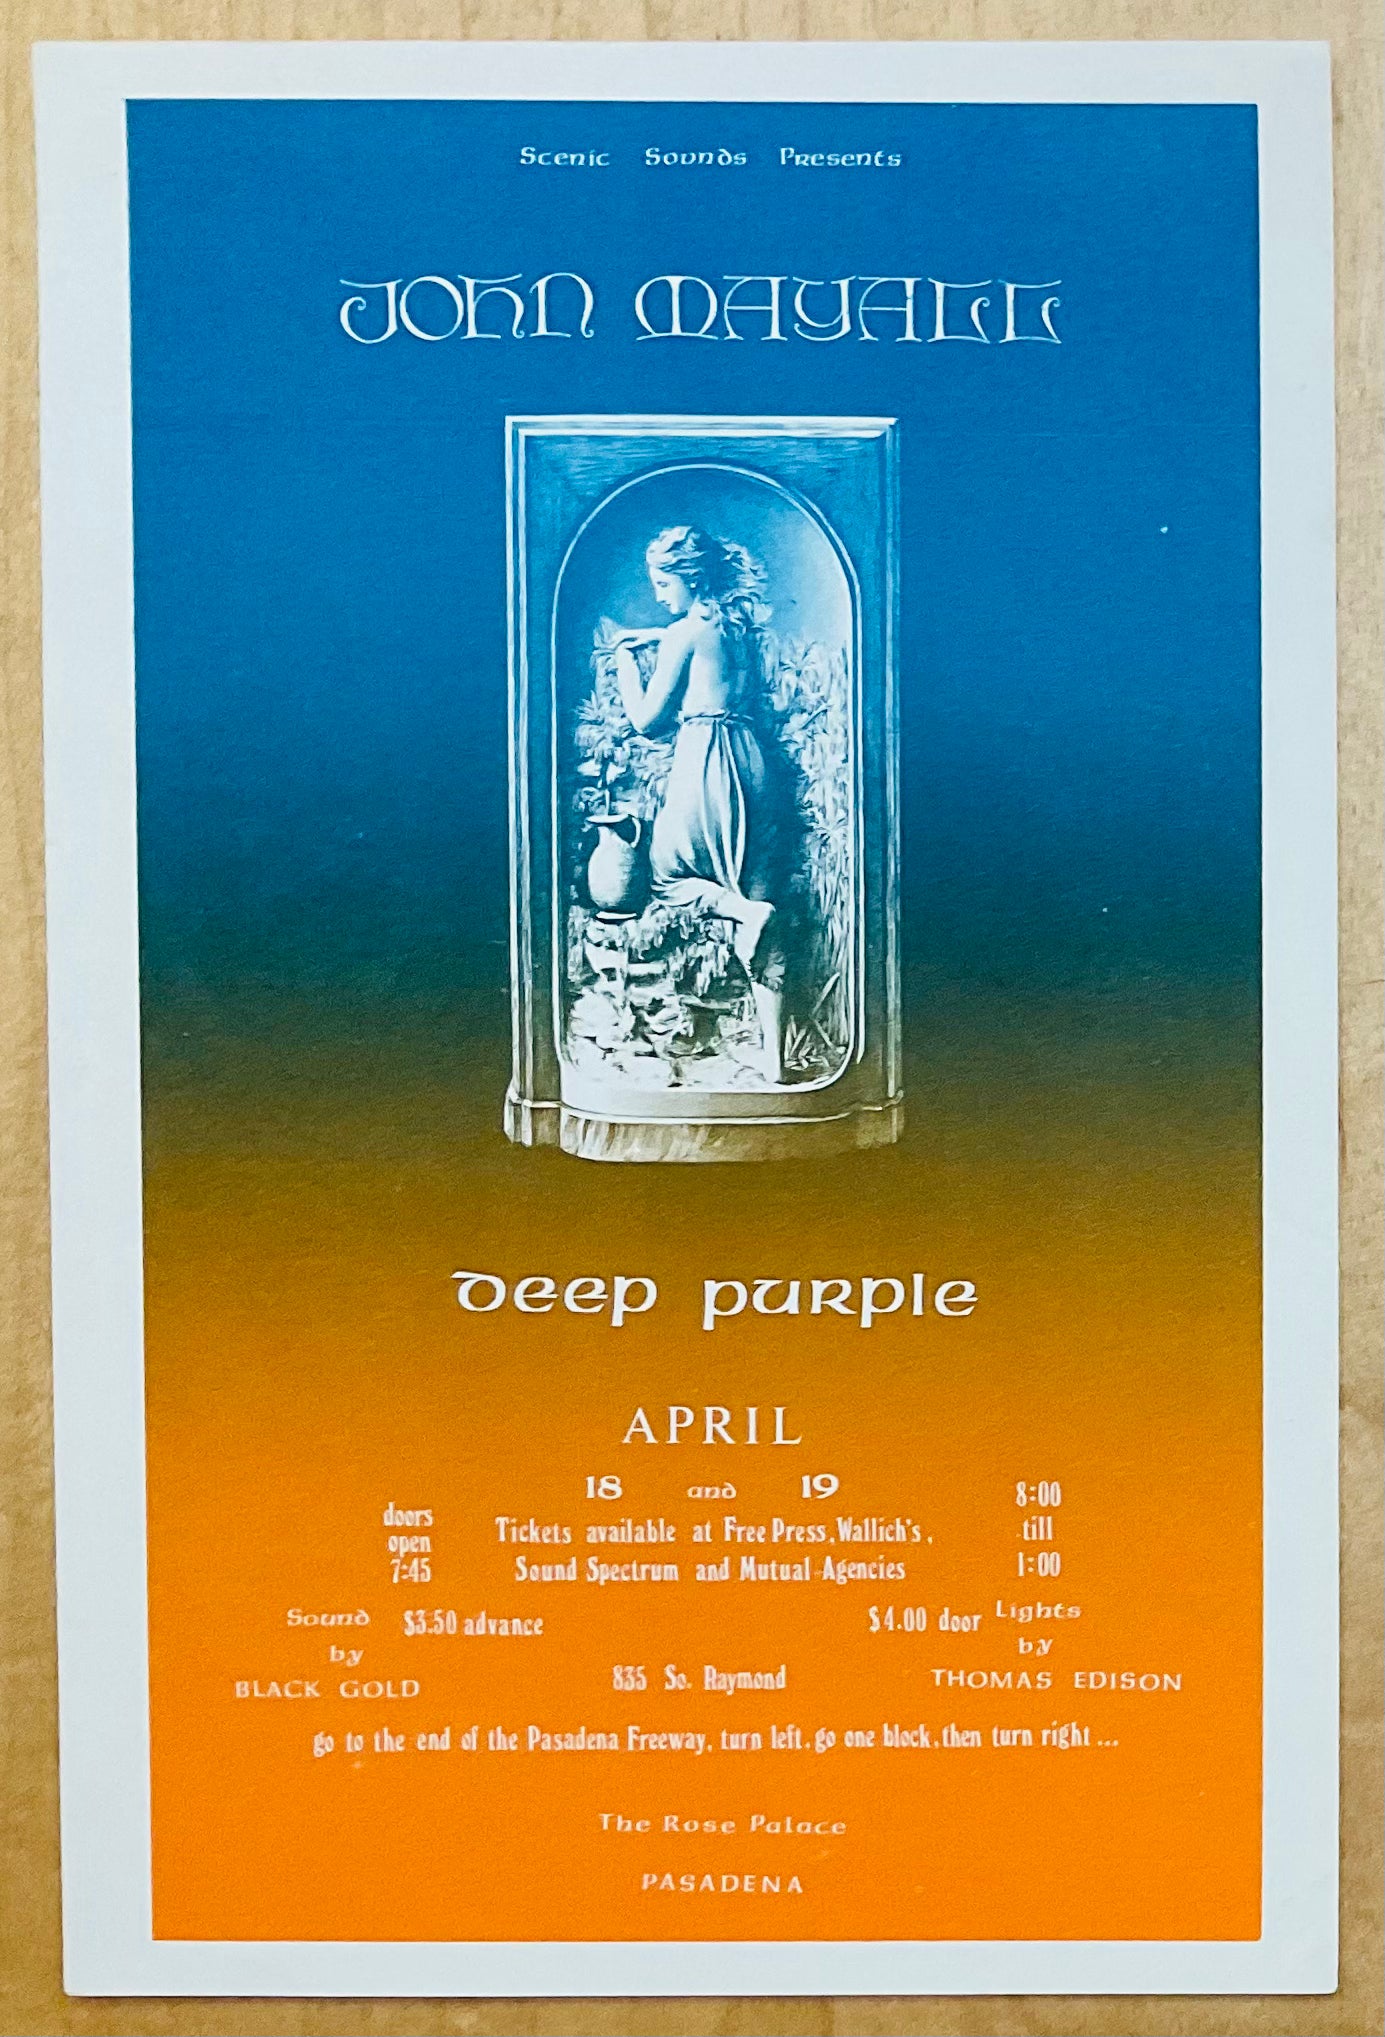 Scenic Sounds Presents
JOHN MAYALL
deep purple
APRIL
18 and 19
doors
open
7:45
Tickets available at Free Press, Wallich's,
Sound Spectrum and Mutual Agencies
8:00
till
1:00
Sound
by
BLACK GOLD
$3.50 advance
$4.00 door
Lights
by
THOMAS EDISON
835 So. Raymond
go to the end of the Pasadena Freeway, turn left, go one block, then turn right ...
The Rose Palace
PASADENA